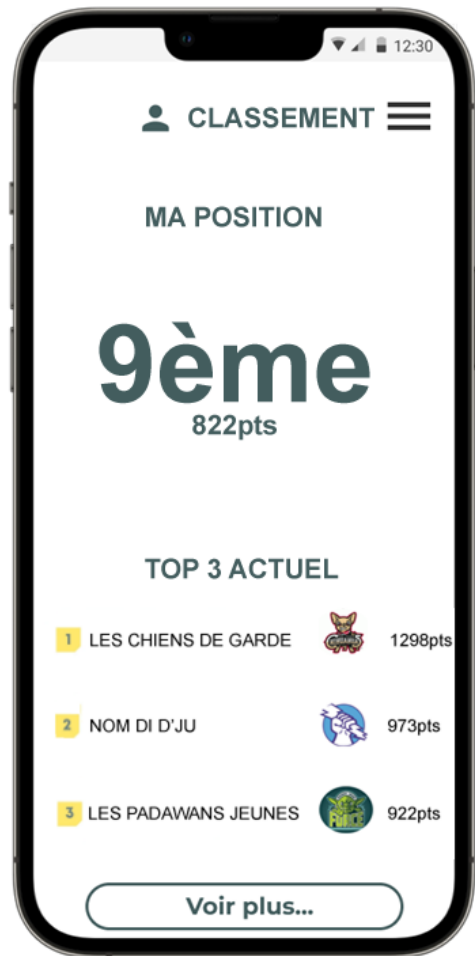 12:30
CLASSEMENT
MA POSITION
9ème
822pts
TOP 3 ACTUEL
1 LES CHIENS DE GARDE 1298pts
2 NOM DI D'JU 973pts
3 LES PADAWANS JEUNES FORCE 922pts
Voir plus...